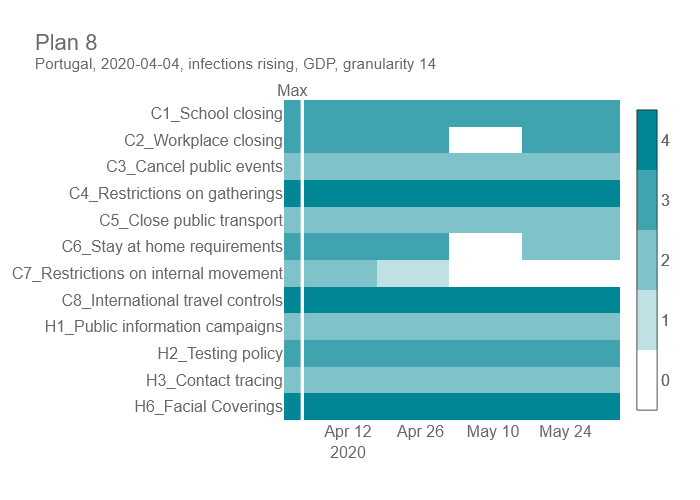 Plan 8
Portugal, 2020-04-04, infections rising, GDP, granularity 14
Max
C1_School closing
C2_Workplace closing
C3_Cancel public events
C4_Restrictions on gatherings
C5_Close public transport
C6_Stay at home requirements
C7_Restrictions on internal movement
C8_International travel controls
H1_Public information campaigns
H2_Testing policy
H3_Contact tracing
H6_Facial Coverings
Apr 12 Apr 26 May 10 May 24
2020
4
3
2
1
0